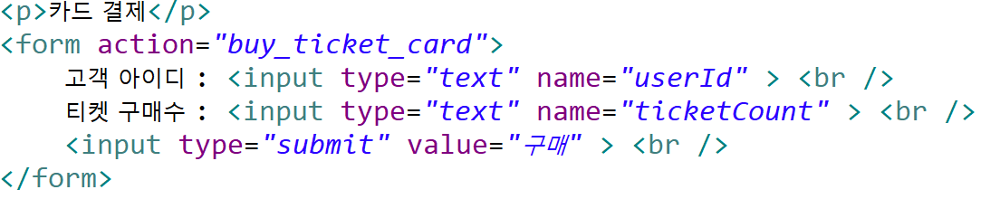 <p>카드 결제</p>
<form action="buy_ticket_card">
고객 아이디 : <input type="text" name="userId" > <br />
티켓 구매수 : <input type="text" name="ticketCount" > <br />
<input type="submit" value="구매" > <br />
</form>